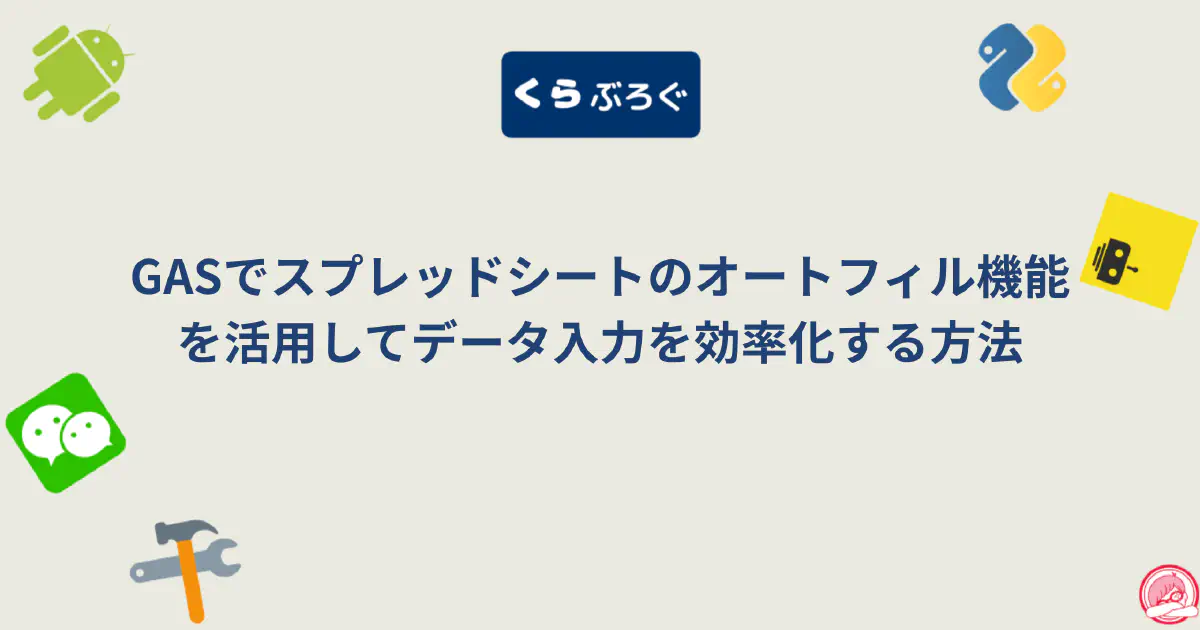 くらぶろぐ
GASでスプレッドシートのオートフィル機能
を活用してデータ入力を効率化する方法